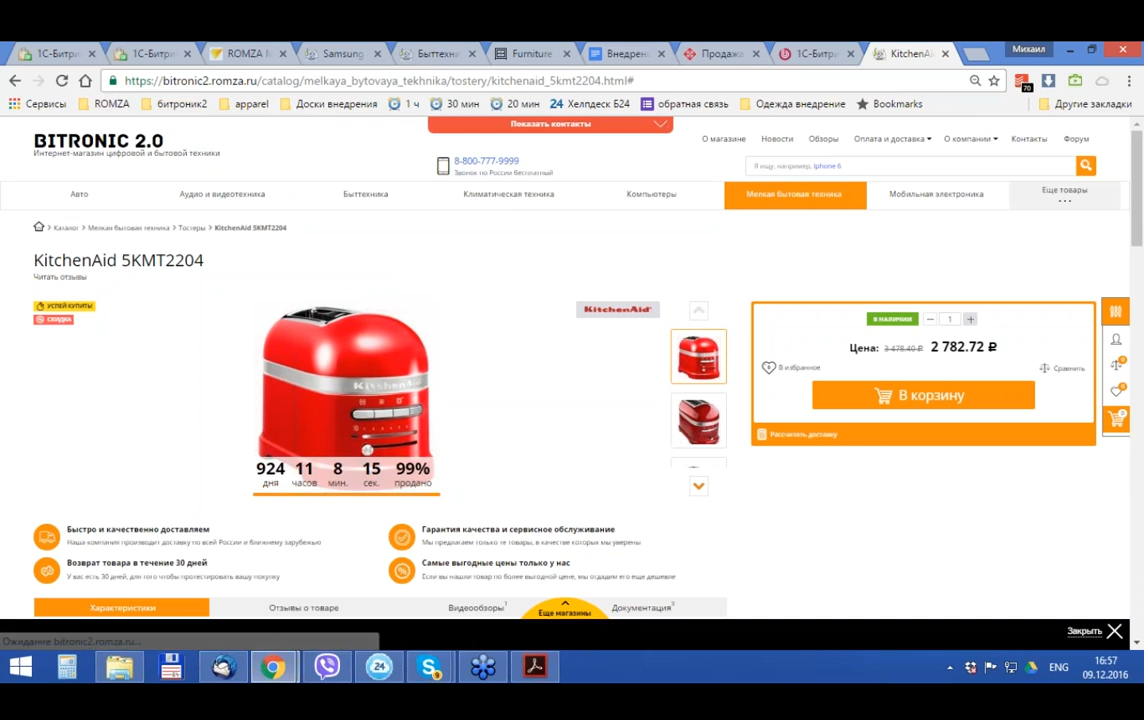 1С-Битри
1С-Битри
ROMZA
Samsung
Быттехн
Furniture
Внедрен
Продажа
1С-Битри
KitchenAi
Михаил
https://bitronic2.romza.ru/catalog/melkaya_bytovaya_tekhnika/tostery/kitchenaid_5kmt2204.html#
70
Сервисы
ROMZA
битроник2
apparel
Доски внедрения
1 ч
30 мин
20 мин
24 Хелпдеск Б24
обратная связь
Одежда внедрение
Bookmarks
Другие закладки
BITRONIC 2.0
Интернет-магазин цифровой и бытовой техники
Показать контакты
8-800-777-9999
Звонок по России бесплатный
О магазине
Новости
Обзоры
Оплата и доставка
О компании
Контакты
Форум
Я ищу, например, Iphone 6
Авто
Аудио и видеотехника
Быттехника
Климатическая техника
Компьютеры
Мелкая бытовая техника
Мобильная электроника
Еще товары
...
Каталог > Мелкая бытовая техника > Тостеры > KitchenAid 5KMT2204
KitchenAid 5KMT2204
Читать отзывы
УСПЕЙ КУПИТЬ
СКИДКА
KitchenAid
KitchenAid
924 11 8 15 99%
дня часов мин. сек. продано
В НАЛИЧИИ
1
Цена: 3 478.40 ₽ 2 782.72 ₽
В избранное
Сравнить
В корзину
Рассчитать доставку
Быстро и качественно доставляем
Наша компания производит доставку по всей России и ближнему зарубежью
Гарантия качества и сервисное обслуживание
Мы предлагаем только те товары, в качестве которых мы уверены
Возврат товара в течение 30 дней
У вас есть 30 дней, для того чтобы протестировать вашу покупку
Самые выгодные цены только у нас
Если вы нашли товар по более выгодной цене, мы отдадим его еще дешевле
Характеристики
Отзывы о товаре
Видеообзоры
Еще магазины
Документация
Закрыть
Ожидание bitronic2.romza.ru...
24
ENG
16:57
09.12.2016